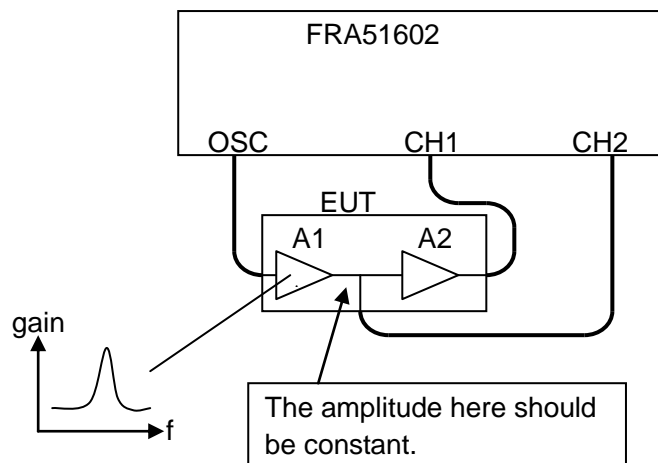 FRA51602
OSC CH1 CH2
EUT
A1 A2
gain
f
The amplitude here should
be constant.